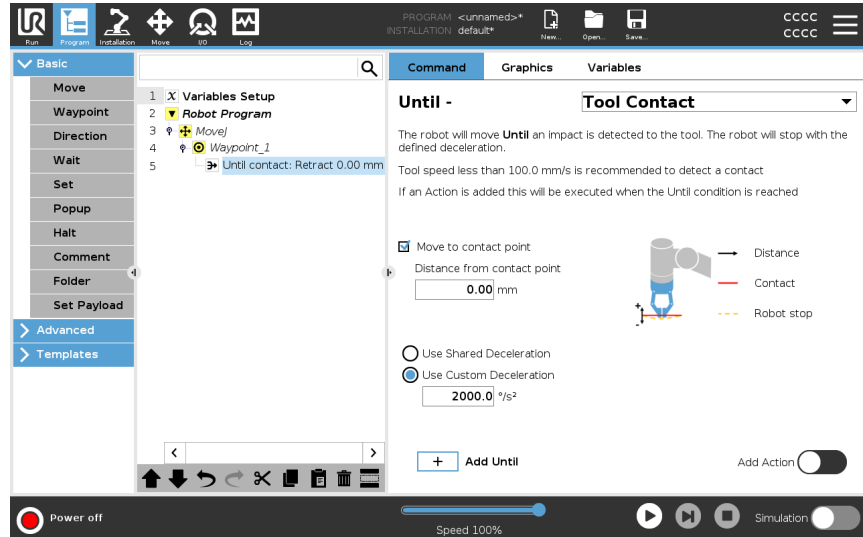 UR
PROGRAM <unnamed>*
INSTALLATION default*
Run
Program
Installation
Move
I/O
Log
New...
Open...
Save...
cccc
cccc
Basic
Move
Waypoint
Direction
Wait
Set
Popup
Halt
Comment
Folder
Set Payload
Advanced
Templates
1 X Variables Setup
2 Robot Program
3 MoveJ
4 Waypoint_1
5 Until contact: Retract 0.00 mm
Command Graphics Variables
Until - Tool Contact
The robot will move Until an impact is detected to the tool. The robot will stop with the
defined deceleration.
Tool speed less than 100.0 mm/s is recommended to detect a contact
If an Action is added this will be executed when the Until condition is reached
Move to contact point
Distance from contact point
0.00 mm
Distance
Contact
Robot stop
+
-
Use Shared Deceleration
Use Custom Deceleration
2000.0 °/s²
+ Add Until
Add Action
Power off
Speed 100%
Simulation